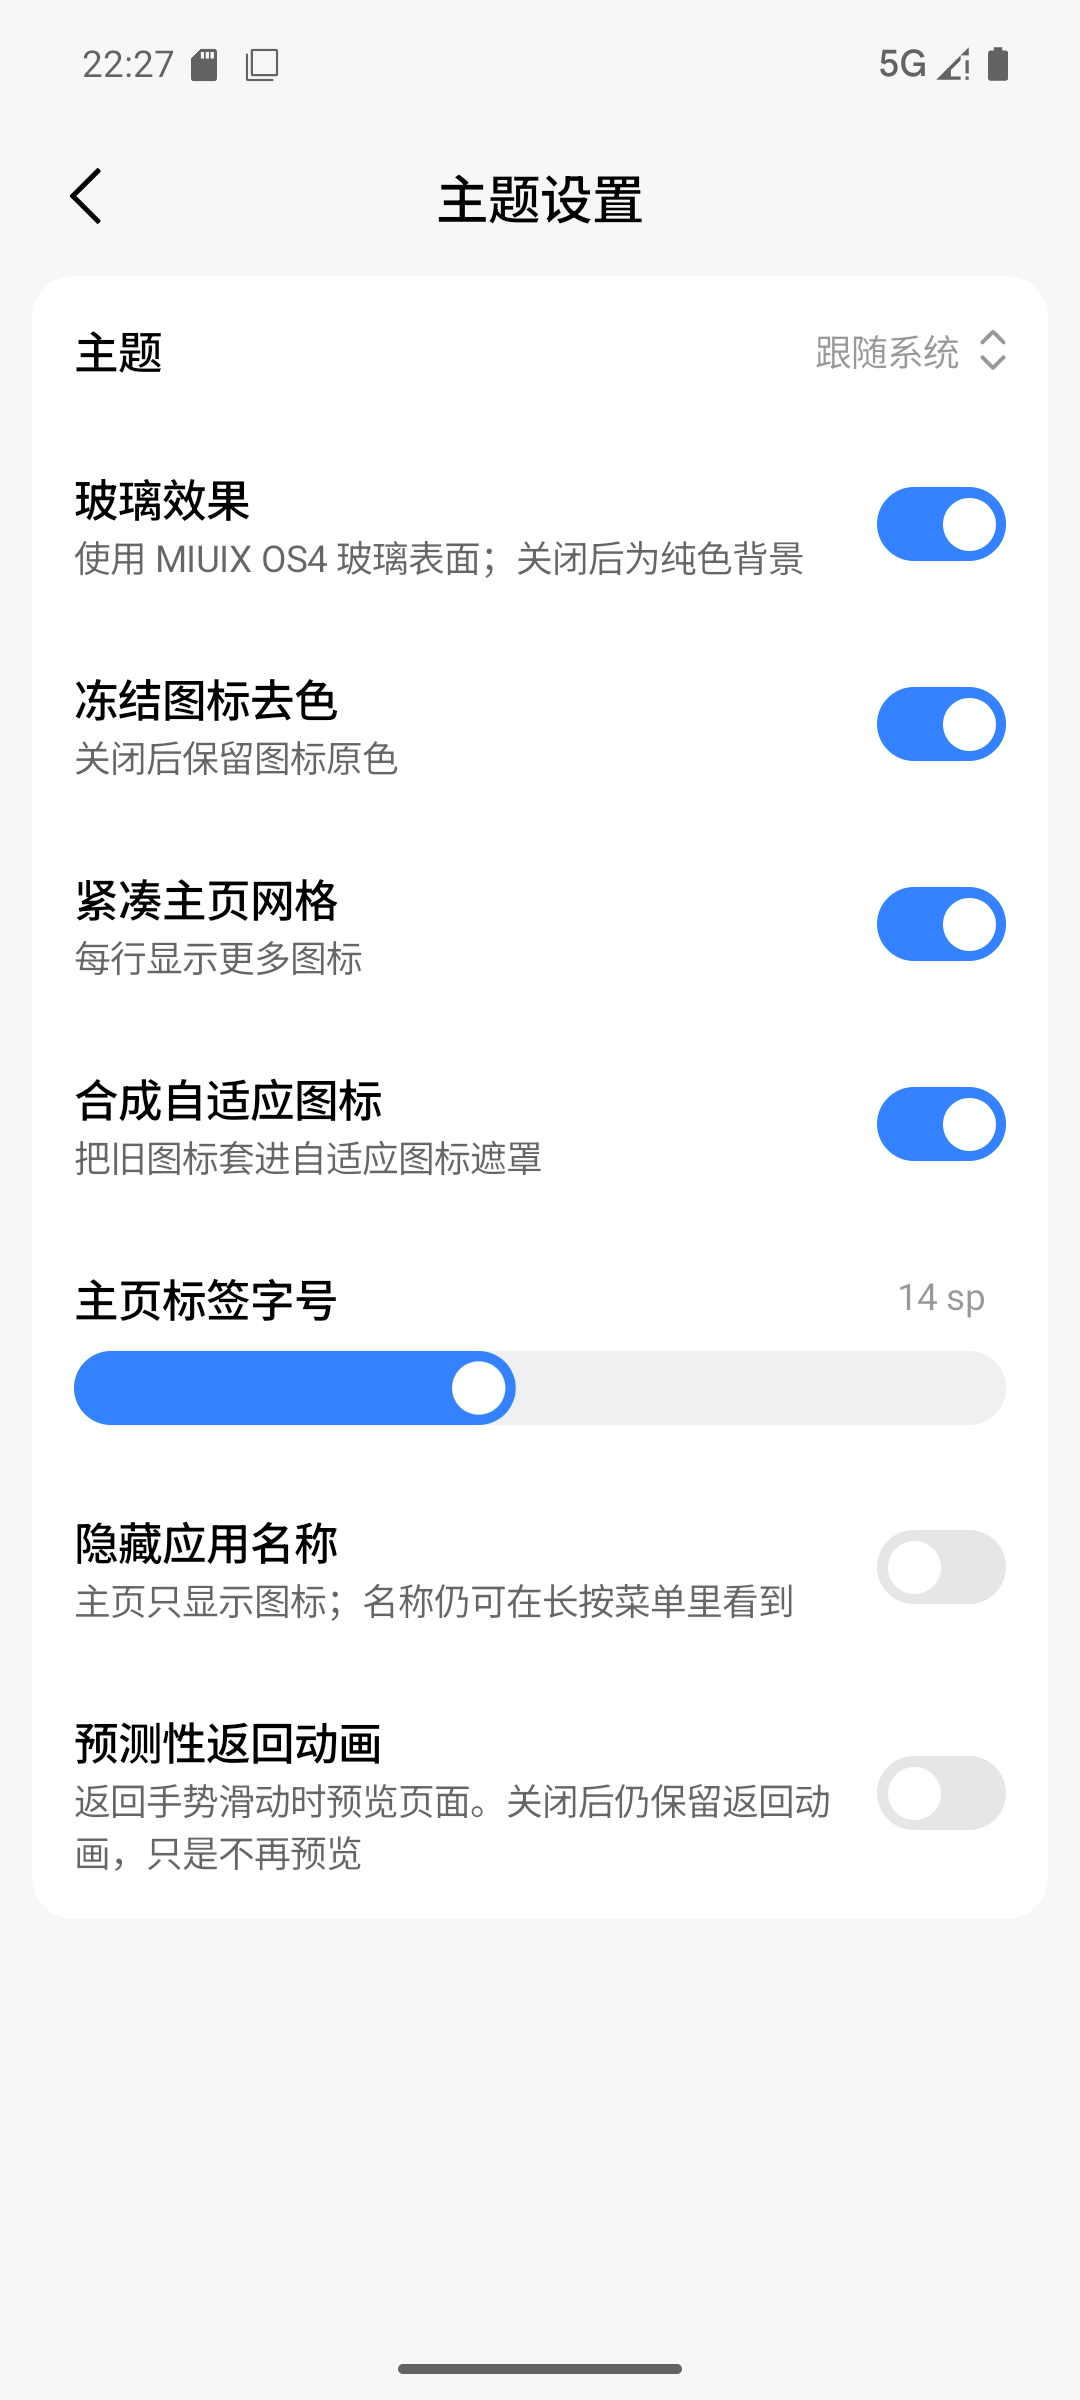 22:27
5G
主题设置
主题
跟随系统
玻璃效果
使用 MIUIX OS4 玻璃表面；关闭后为纯色背景
冻结图标去色
关闭后保留图标原色
紧凑主页网格
每行显示更多图标
合成自适应图标
把旧图标套进自适应图标遮罩
主页标签字号
14 sp
隐藏应用名称
主页只显示图标；名称仍可在长按菜单里看到
预测性返回动画
返回手势滑动时预览页面。关闭后仍保留返回动
画，只是不再预览